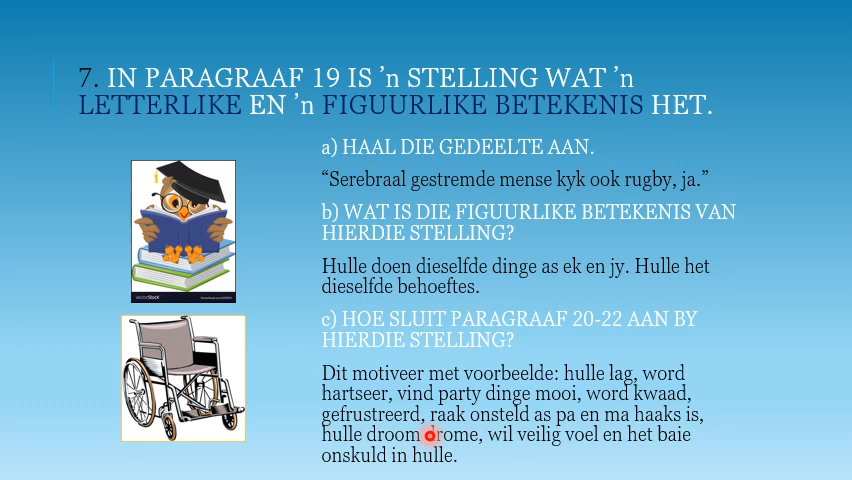 7. IN PARAGRAAF 19 IS ’n STELLING WAT ’n
LETTERLIKE EN ’n FIGUURLIKE BETEKENIS HET.
a) HAAL DIE GEDEELTE AAN.
“Serebraal gestremde mense kyk ook rugby, ja.”
b) WAT IS DIE FIGUURLIKE BETEKENIS VAN
HIERDIE STELLING?
Hulle doen dieselfde dinge as ek en jy. Hulle het
dieselfde behoeftes.
c) HOE SLUIT PARAGRAAF 20-22 AAN BY
HIERDIE STELLING?
Dit motiveer met voorbeelde: hulle lag, word
hartseer, vind party dinge mooi, word kwaad,
gefrustreerd, raak onsteld as pa en ma haaks is,
hulle droom drome, wil veilig voel en het baie
onskuld in hulle.
VectorStock